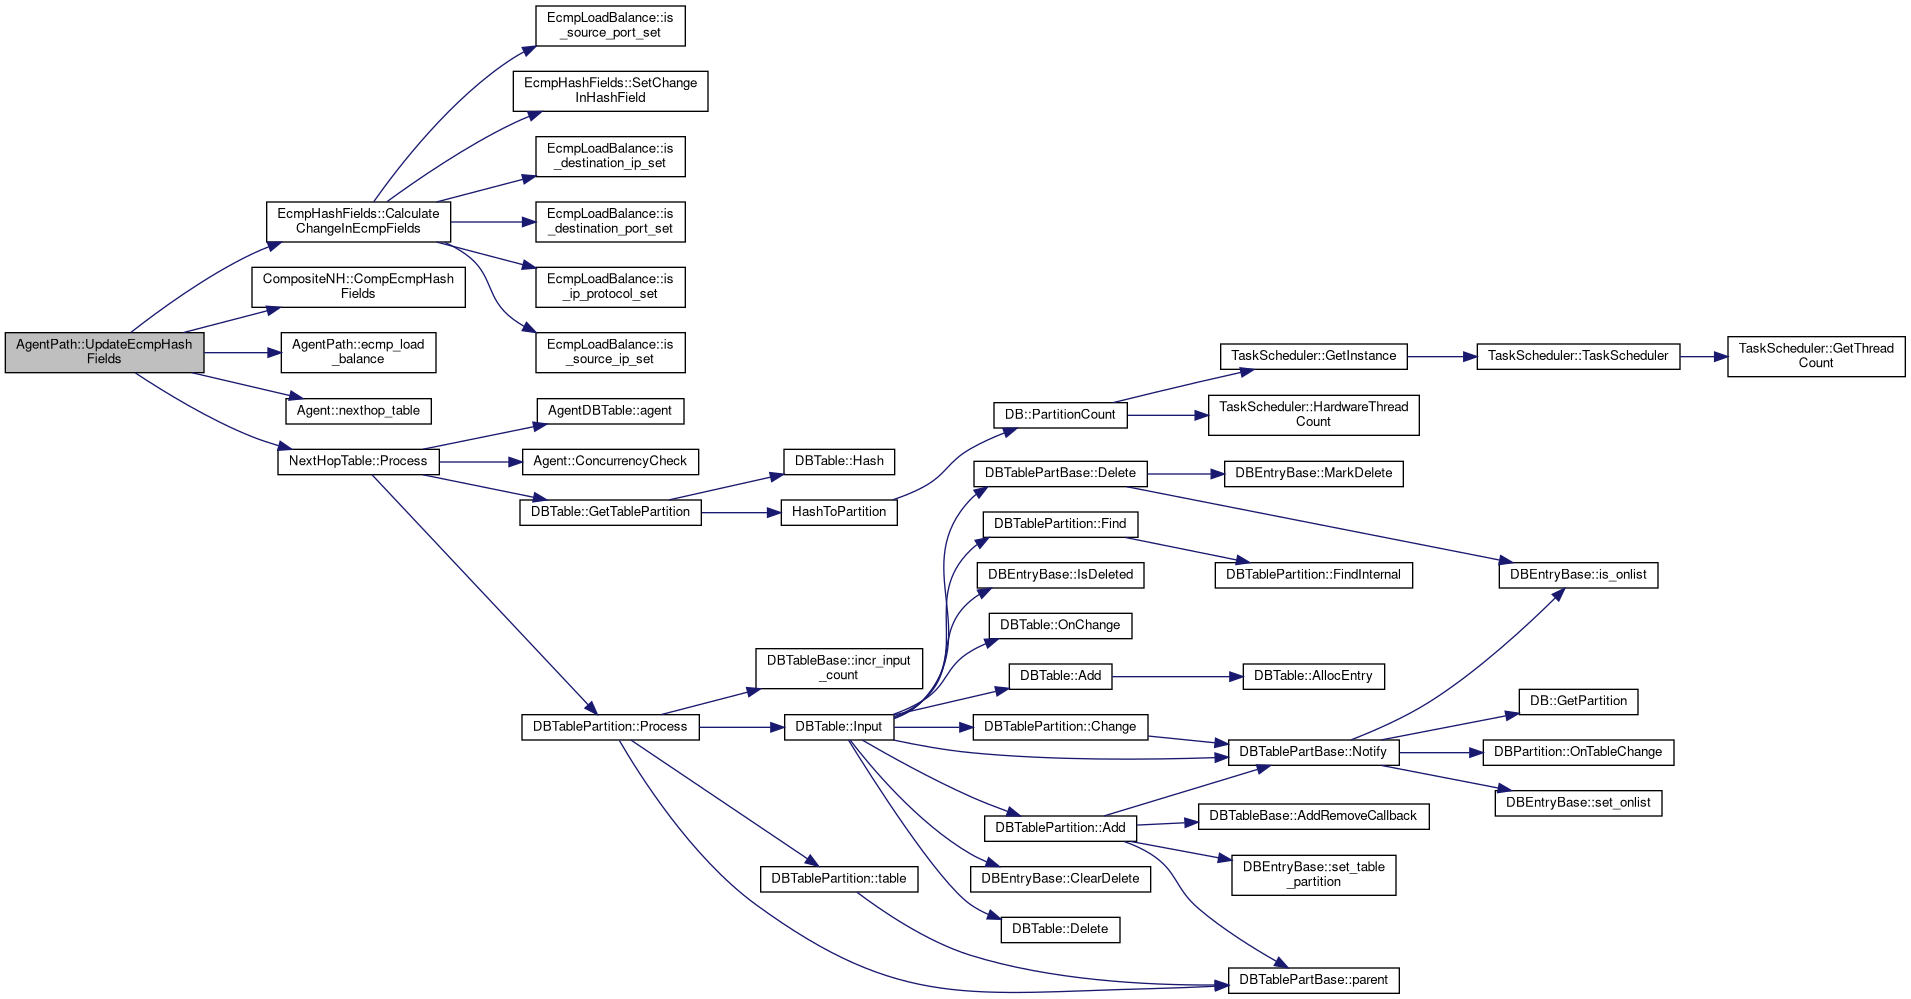 EcmpLoadBalance::is
_source_port_set
EcmpHashFields::SetChange
InHashField
EcmpLoadBalance::is
_destination_ip_set
EcmpHashFields::Calculate
ChangeInEcmpFields
EcmpLoadBalance::is
_destination_port_set
CompositeNH::CompEcmpHash
Fields
EcmpLoadBalance::is
_ip_protocol_set
AgentPath::UpdateEcmpHash
Fields
AgentPath::ecmp_load
_balance
EcmpLoadBalance::is
_source_ip_set
TaskScheduler::GetInstance
TaskScheduler::TaskScheduler
TaskScheduler::GetThread
Count
Agent::nexthop_table
AgentDBTable::agent
DB::PartitionCount
TaskScheduler::HardwareThread
Count
NextHopTable::Process
Agent::ConcurrencyCheck
DBTable::Hash
DBTablePartBase::Delete
DBEntryBase::MarkDelete
DBTable::GetTablePartition
HashToPartition
DBTablePartition::Find
DBEntryBase::IsDeleted
DBTablePartition::FindInternal
DBEntryBase::is_onlist
DBTable::OnChange
DBTableBase::incr_input
_count
DBTable::Add
DBTable::AllocEntry
DB::GetPartition
DBTablePartition::Process
DBTable::Input
DBTablePartition::Change
DBTablePartBase::Notify
DBPartition::OnTableChange
DBEntryBase::set_onlist
DBTablePartition::Add
DBTableBase::AddRemoveCallback
DBTablePartition::table
DBEntryBase::ClearDelete
DBEntryBase::set_table
_partition
DBTable::Delete
DBTablePartBase::parent